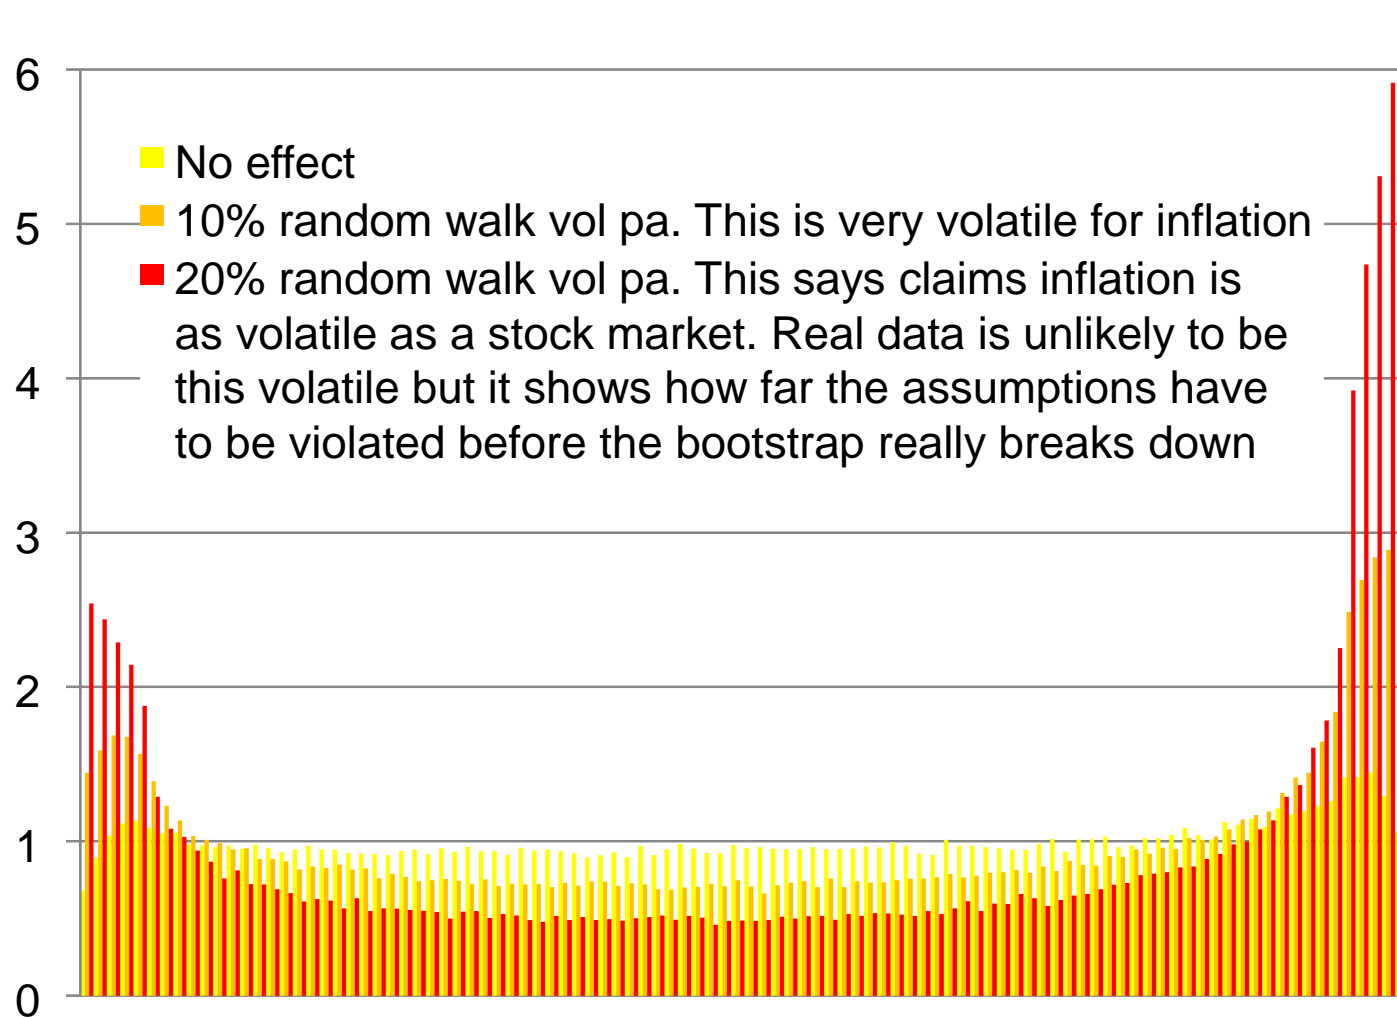 6
No effect
10% random walk vol pa. This is very volatile for inflation
5
20% random walk vol pa. This says claims inflation is
as volatile as a stock market. Real data is unlikely to be
4
this volatile but it shows how far the assumptions have
to be violated before the bootstrap really breaks down
3
2
1
0